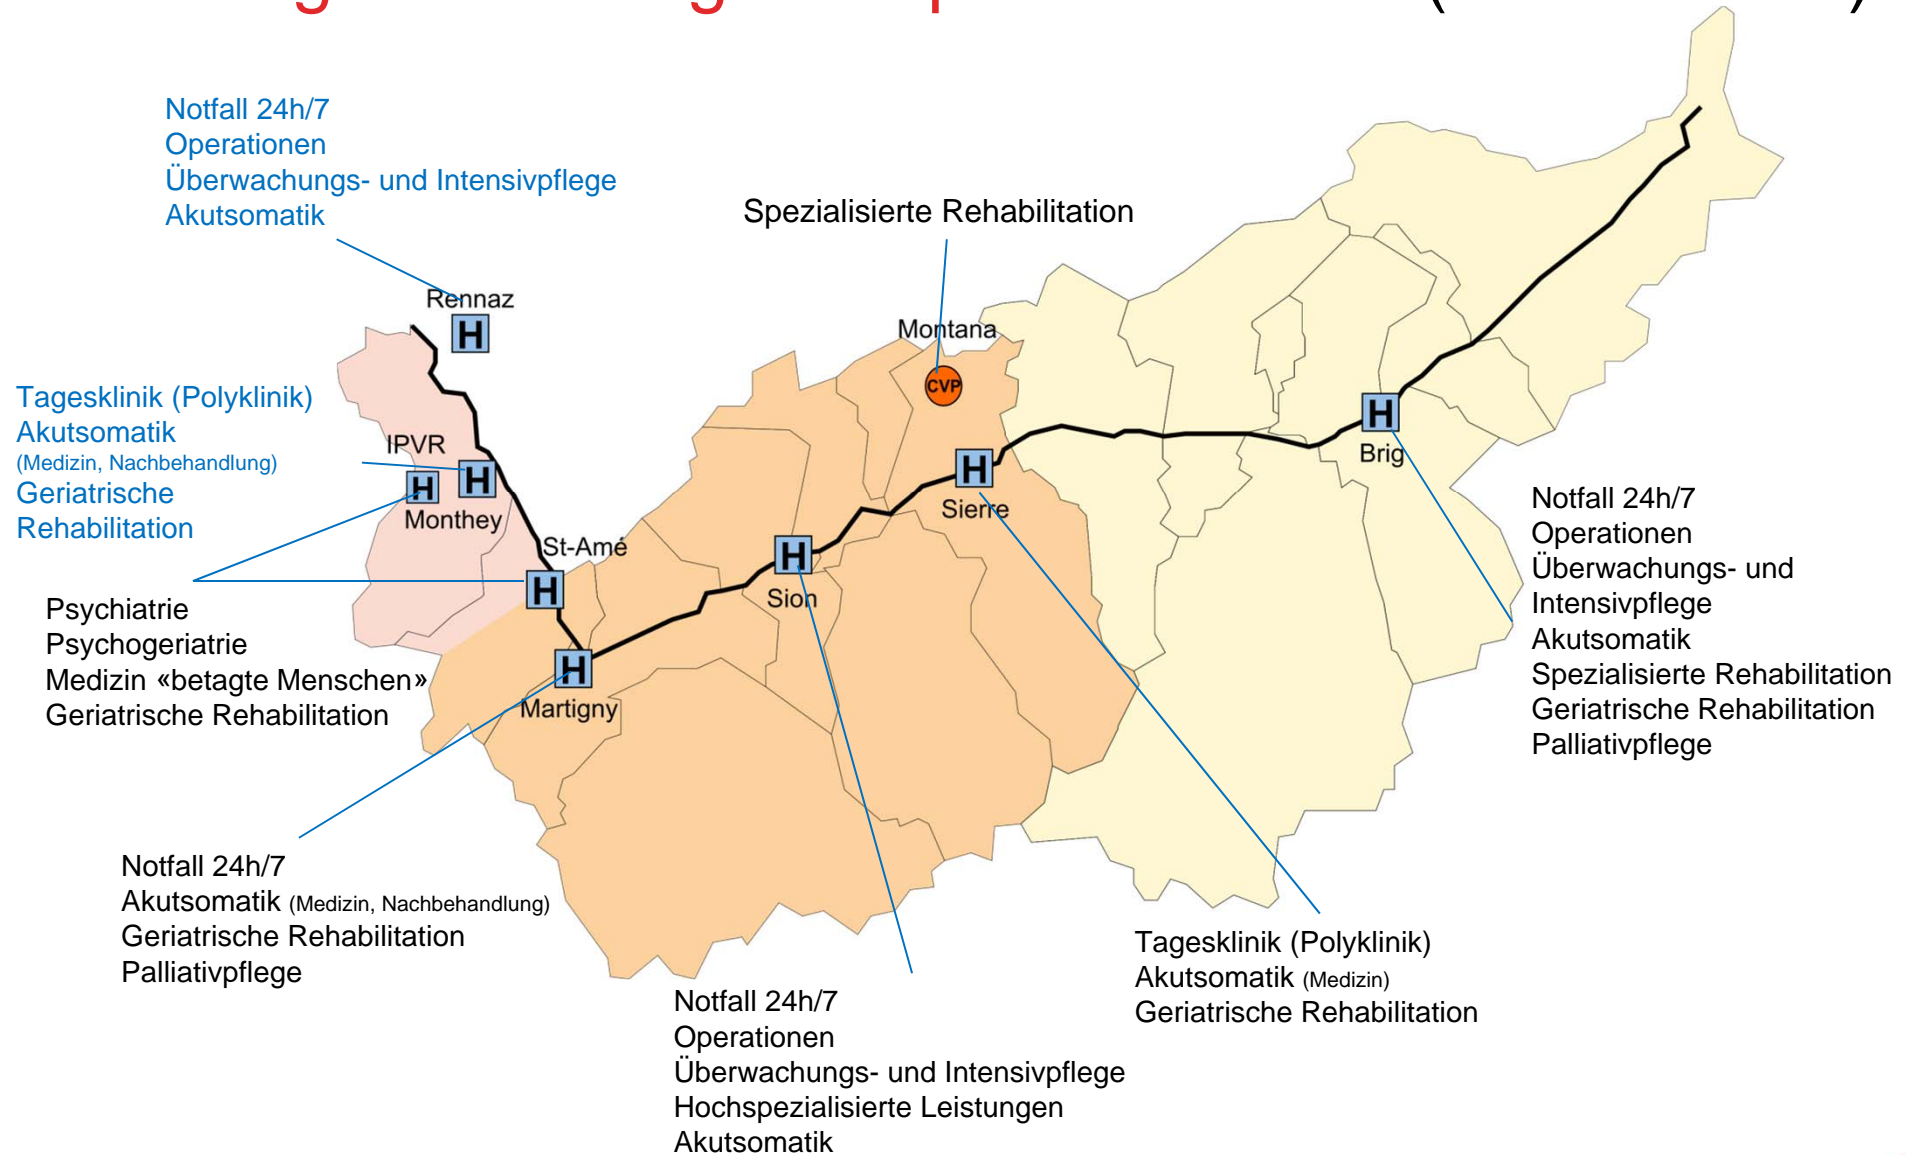 Notfall 24h/7
Operationen
Überwachungs- und Intensivpflege
Akutsomatik
Spezialisierte Rehabilitation
Rennaz
H
Montana
CVP
Tagesklinik (Polyklinik)
Akutsomatik
(Medizin, Nachbehandlung)
Geriatrische
Rehabilitation
IPVR
H
H
Monthey
H
Brig
H
Sierre
St-Amé
H
H
Sion
H
Martigny
Psychiatrie
Psychogeriatrie
Medizin «betagte Menschen»
Geriatrische Rehabilitation
Notfall 24h/7
Operationen
Überwachungs- und
Intensivpflege
Akutsomatik
Spezialisierte Rehabilitation
Geriatrische Rehabilitation
Palliativpflege
Notfall 24h/7
Akutsomatik (Medizin, Nachbehandlung)
Geriatrische Rehabilitation
Palliativpflege
Notfall 24h/7
Operationen
Überwachungs- und Intensivpflege
Hochspezialisierte Leistungen
Akutsomatik
Tagesklinik (Polyklinik)
Akutsomatik (Medizin)
Geriatrische Rehabilitation